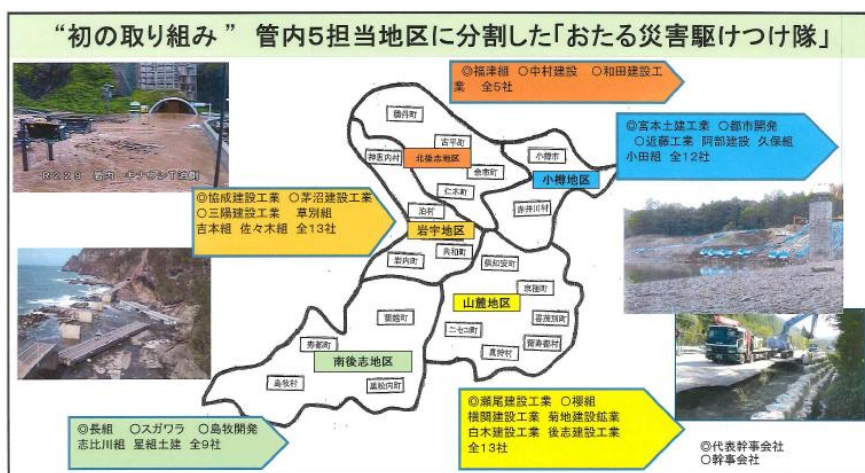 “初の取り組み ” 管内5担当地区に分割した「おたる災害駆けつけ隊」
◎福津組 ○中村建設 ○和田建設工
業 全5社
◎宮本土建工業 ○都市開発
○近藤工業 阿部建設 久保組
小田組 全12社
積丹町
古平町
小樽市
神恵内村
北後志地区
余市町
小樽地区
仁木町
赤井川村
◎協成建設工業 ○茅沼建設工業
○三陽建設工業 草別組
吉本組 佐々木組 全13社
泊村
岩宇地区
共和町
岩内町
倶知安町
京極町
山麓地区
喜茂別町
蘭越町
ニセコ町
留寿都村
寿都町
真狩村
南後志地区
島牧村
黒松内町
◎長組 ○スガワラ ○島牧開発
志比川組 星組土建 全9社
◎瀬尾建設工業 ○櫻組
横関建設工業 菊地建設鉱業
白木建設工業 後志建設工業
全13社
◎代表幹事会社
○幹事会社